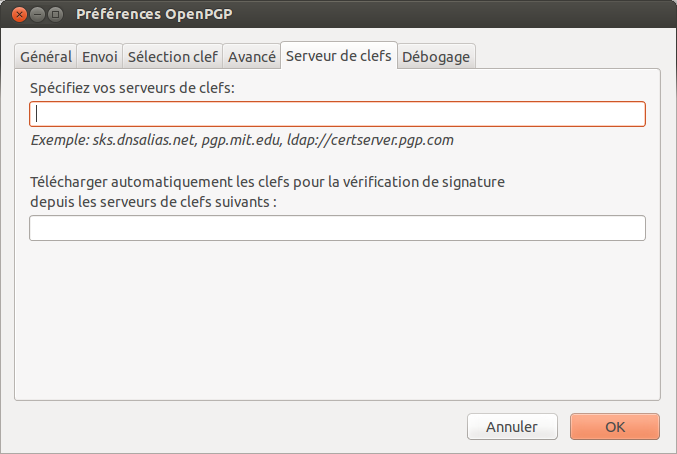 Préférences OpenPGP
Général Envoi Sélection clef Avancé Serveur de clefs Débogage
Spécifiez vos serveurs de clefs:
Exemple: sks.dnsalias.net, pgp.mit.edu, ldap://certserver.pgp.com
Télécharger automatiquement les clefs pour la vérification de signature
depuis les serveurs de clefs suivants :
Annuler OK